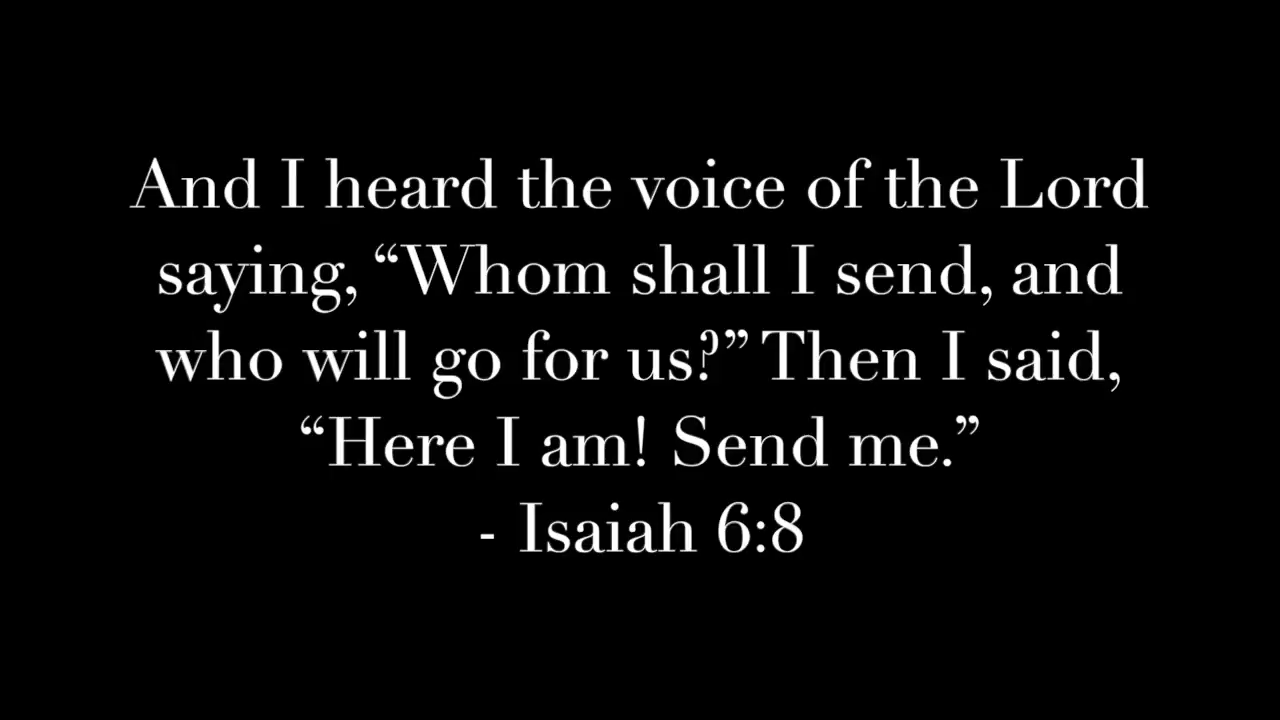 And I heard the voice of the Lord
saying, “Whom shall I send, and
who will go for us?” Then I said,
“Here I am! Send me.”
- Isaiah 6:8